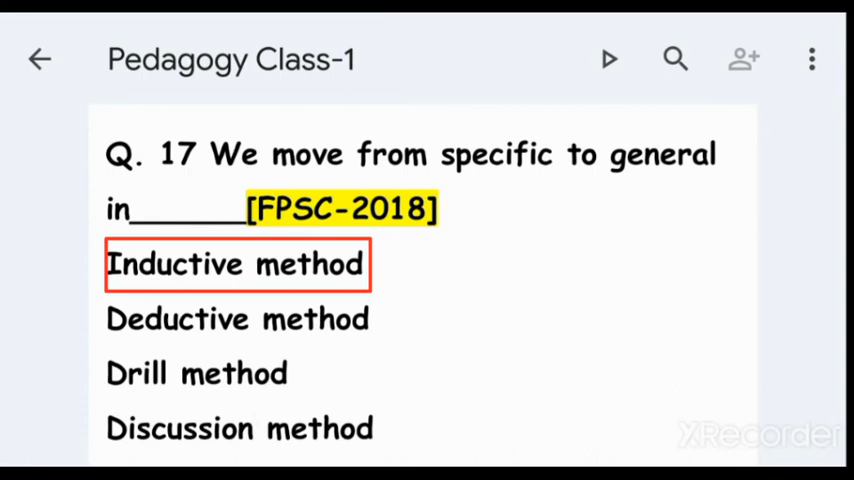 Pedagogy Class-1
Q. 17 We move from specific to general
in______[FPSC-2018]
Inductive method
Deductive method
Drill method
Discussion method
XRecorder